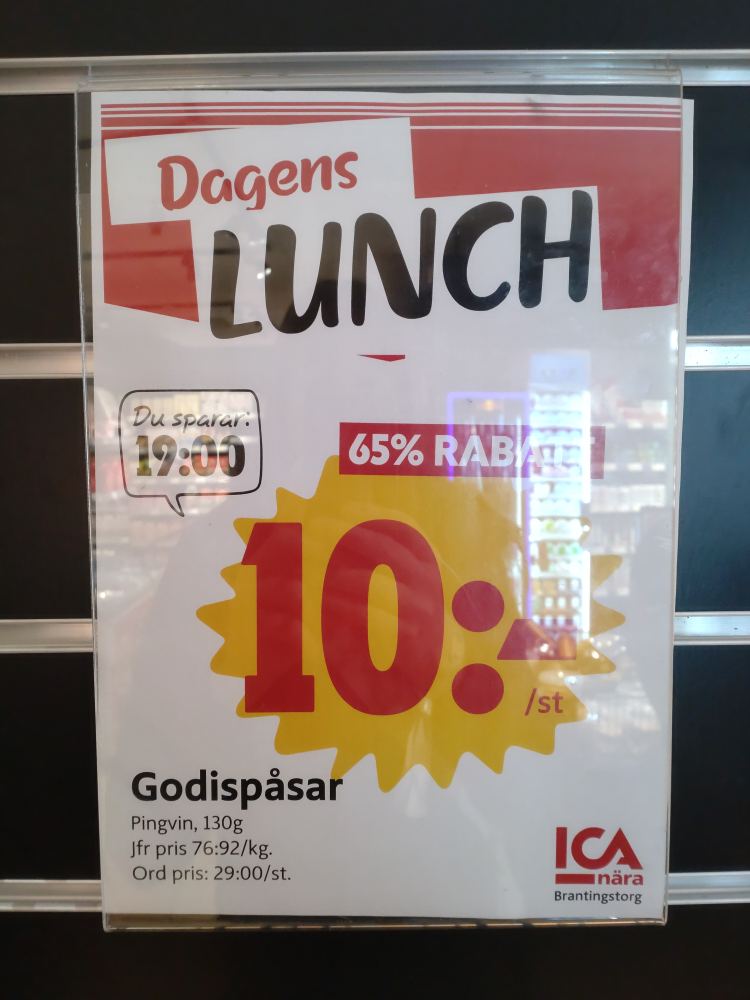 Dagens
LUNCH
Du sparar:
19:00
65% RABATT
10:-
/st
Godispåsar
Pingvin, 130g
Jfr pris 76:92/kg.
Ord pris: 29:00/st.
ICA
nära
Brantingstorg